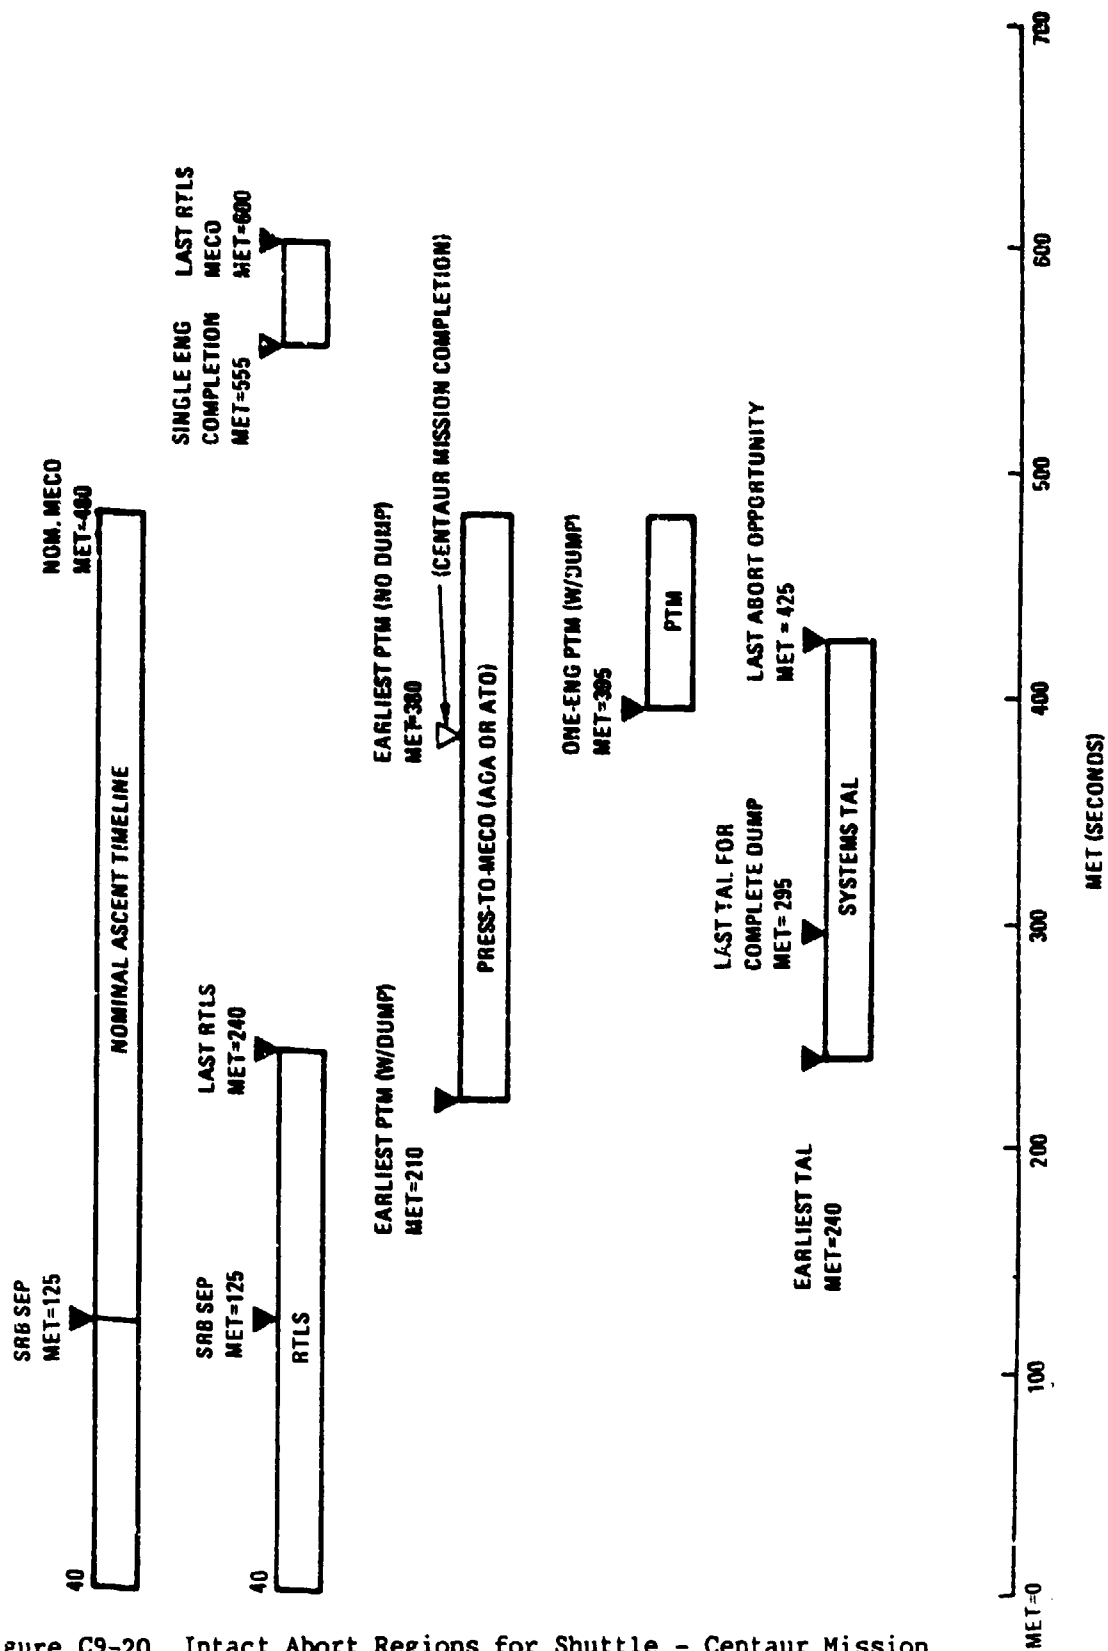 SRB SEP
MET=125
NOM. MECO
MET=480
40
NOMINAL ASCENT TIMELINE
SRB SEP
MET=125
LAST RTLS
MET=240
SINGLE ENG
COMPLETION
MET=555
LAST RTLS
MECO
MET=600
40
RTLS
EARLIEST PTM (W/DUMP)
MET=210
EARLIEST PTM (NO DUMP)
MET=380
(CENTAUR MISSION COMPLETION)
PRESS-TO-MECO (AOA OR ATO)
ONE-ENG PTM (W/DUMP)
MET=395
PTM
EARLIEST TAL
MET=240
LAST TAL FOR
COMPLETE DUMP
MET=295
LAST ABORT OPPORTUNITY
MET = 425
SYSTEMS TAL
MET=0
100
200
300
400
500
600
700
MET (SECONDS)
gure C9-20 Intact Abort Regions for Shuttle - Centaur Mission